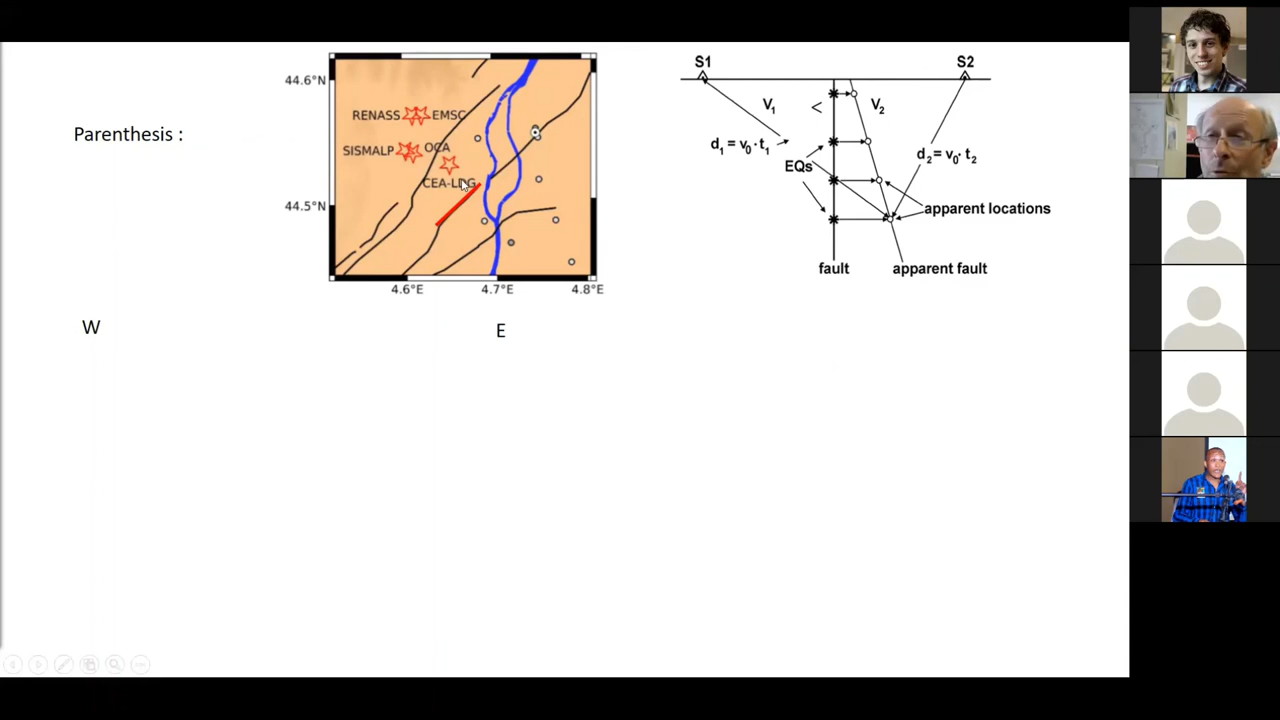 Parenthesis :
44.6°N
44.5°N
4.6°E
4.7°E
4.8°E
RENASS
EMSC
SISMALP
OCA
CEA-LDG
W
E
S1
S2
V1
<
V2
d1 = v0· t1
d2 = v0· t2
EQs
apparent locations
fault
apparent fault